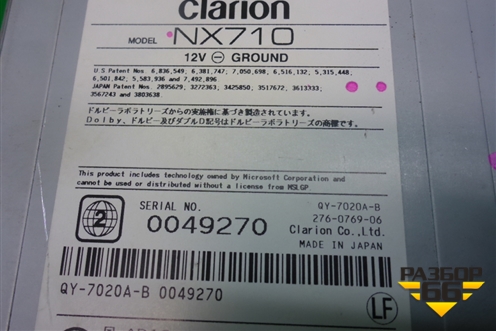 clarion
MODEL NX710
12V ⊖ GROUND
U.S Patent Nos. 6,836,549; 6,381,747; 7,050,698; 6,516,132; 5,315,448,
6,501,842; 5,583,936 and 7,492,896
JAPAN Patent Nos. 2895629, 3272363, 3425850, 3517672, 3613333,
3567243 and 3803638.
ドルビーラボラトリーズからの実施権に基づき製造されています.
Dolby、ドルビー及びダブルD記号はドルビーラボラトリーズの商標です.
This product includes technology owned by Microsoft Corporation and
cannot be used or distributed without a license from MSLGP.
2
SERIAL NO.
0049270
QY-7020A-B
276-0769-06
Clarion Co.,Ltd.
MADE IN JAPAN
QY-7020A-B 0049270
LF
РАЗБОР
66